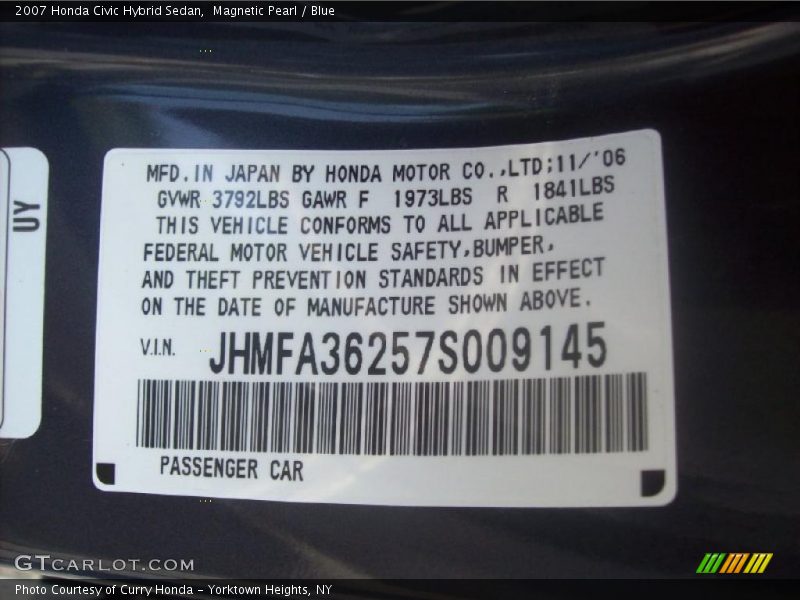 2007 Honda Civic Hybrid Sedan,  Magnetic Pearl / Blue
UY
MFD.IN JAPAN BY HONDA MOTOR CO.,LTD;11/'06
GVWR 3792LBS GAWR F 1973LBS R 1841LBS
THIS VEHICLE CONFORMS TO ALL APPLICABLE
FEDERAL MOTOR VEHICLE SAFETY,BUMPER,
AND THEFT PREVENTION STANDARDS IN EFFECT
ON THE DATE OF MANUFACTURE SHOWN ABOVE.
V.I.N. JHMFA36257S009145
PASSENGER CAR
GTCARLOT.COM
Photo Courtesy of Curry Honda - Yorktown Heights, NY